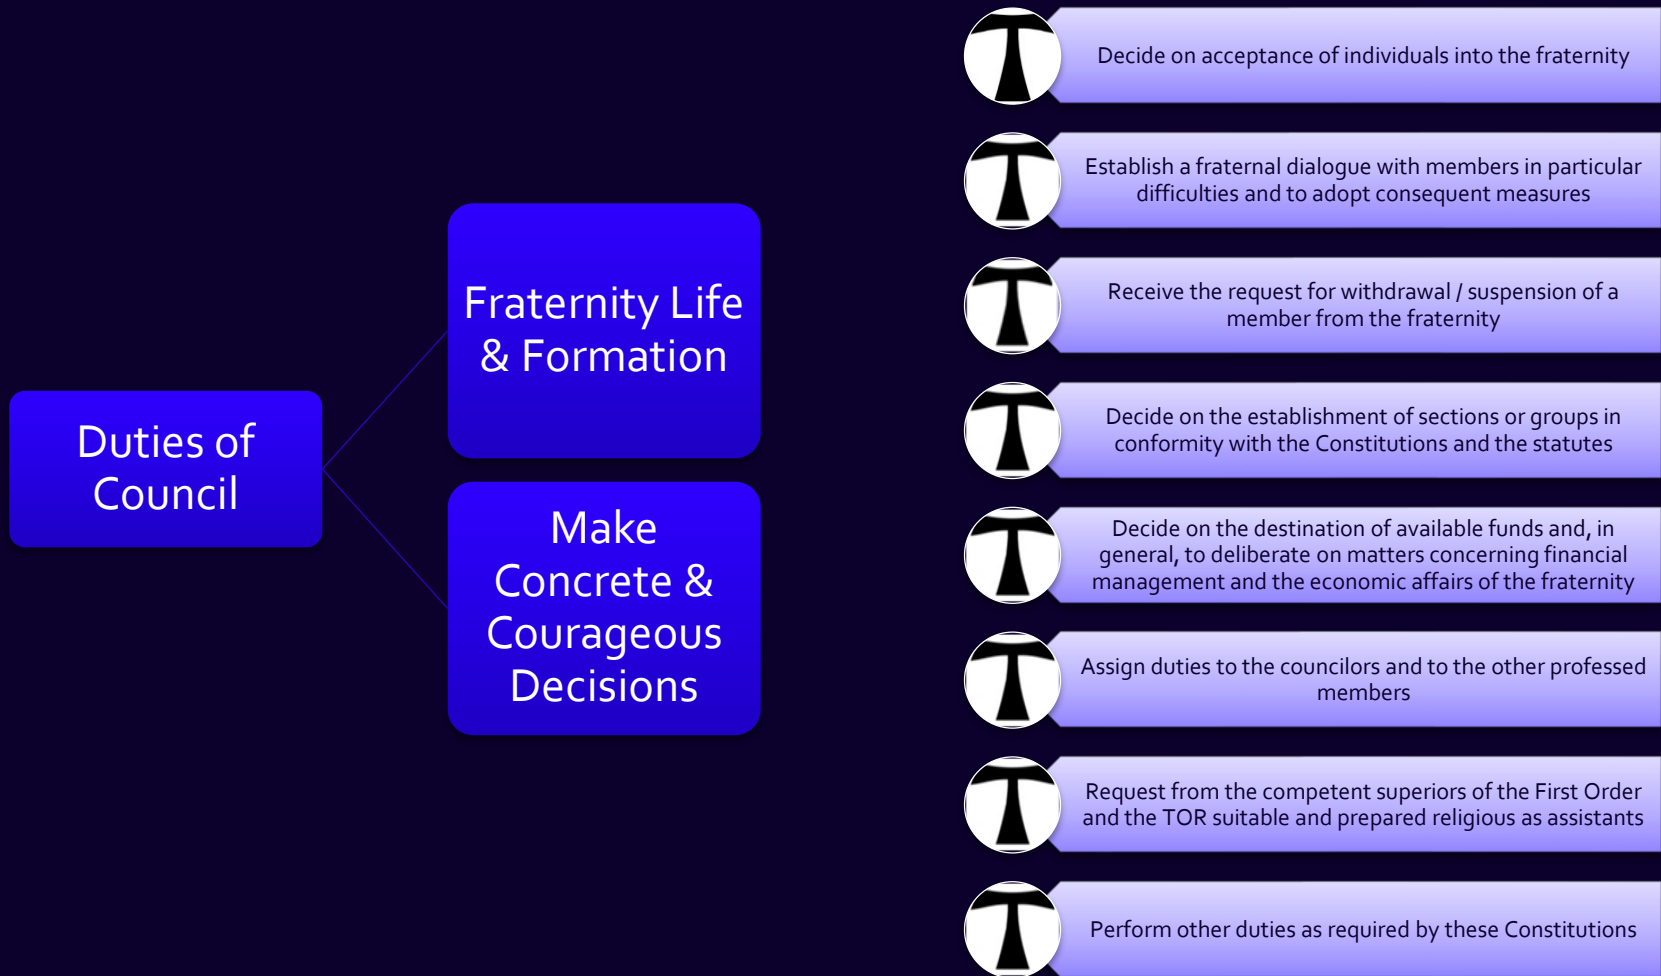 Duties of
Council
Fraternity Life
& Formation
Make
Concrete &
Courageous
Decisions
Decide on acceptance of individuals into the fraternity
Establish a fraternal dialogue with members in particular
difficulties and to adopt consequent measures
Receive the request for withdrawal / suspension of a
member from the fraternity
Decide on the establishment of sections or groups in
conformity with the Constitutions and the statutes
Decide on the destination of available funds and, in
general, to deliberate on matters concerning financial
management and the economic affairs of the fraternity
Assign duties to the councilors and to the other professed
members
Request from the competent superiors of the First Order
and the TOR suitable and prepared religious as assistants
Perform other duties as required by these Constitutions